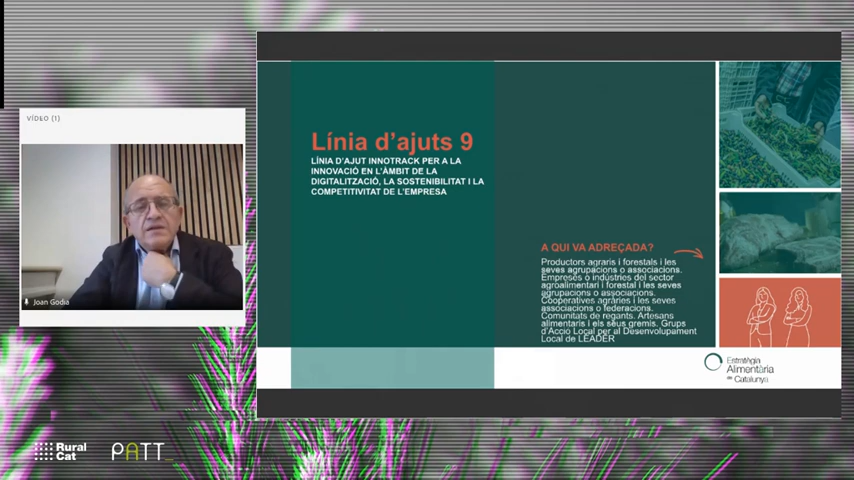 VÍDEO (1)
Joan Godia
Línia d'ajuts 9
LÍNIA D'AJUT INNOTRACK PER A LA
INNOVACIÓ EN L'ÀMBIT DE LA
DIGITALITZACIÓ, LA SOSTENIBILITAT I LA
COMPETITIVITAT DE L'EMPRESA
A QUI VA ADREÇADA?
Productors agraris i forestals i les
seves agrupacions o associacions.
Empreses o indústries del sector
agroalimentari i forestal i les seves
agrupacions o associacions.
Cooperatives agràries i les seves
associacions o federacions.
Comunitats de regants. Artesans
alimentaris i els seus gremis. Grups
d'Acció Local per al Desenvolupament
Local de LEADER
Estratègia
Alimentària
de Catalunya
Rural
Cat
PATT_